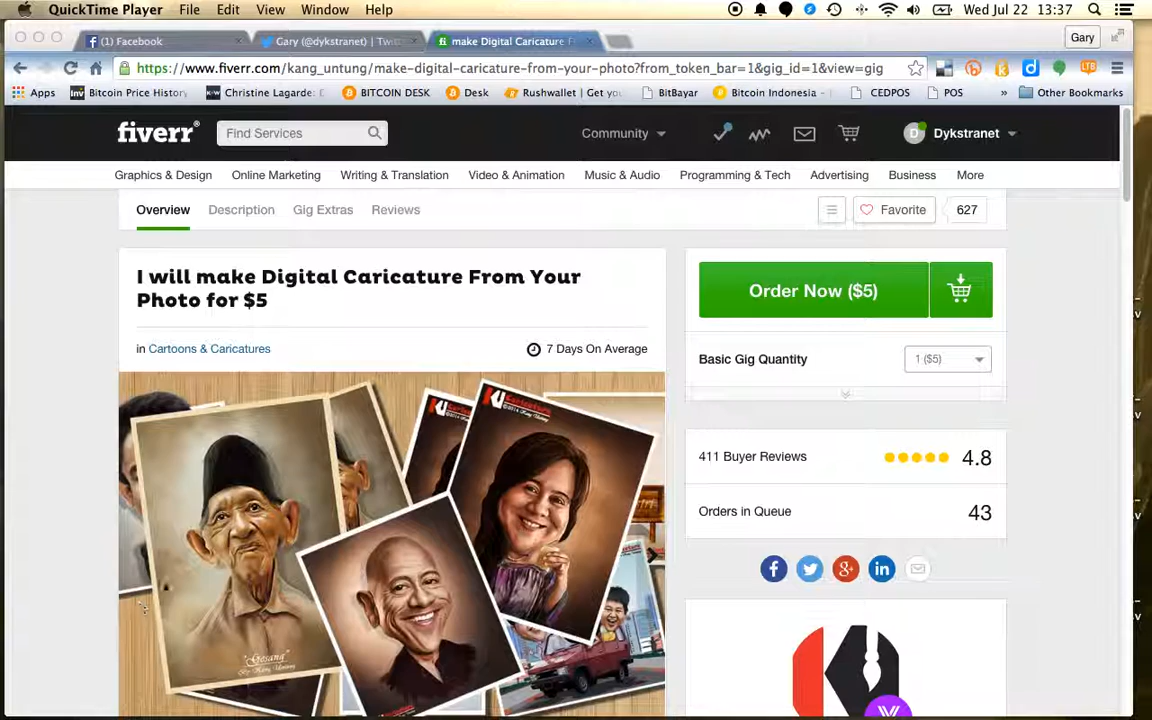 QuickTime Player File Edit View Window Help Wed Jul 22 13:37
(1) Facebook Gary (@dykstranet) | Twi make Digital Caricature F Gary
https://www.fiverr.com/kang_untung/make-digital-caricature-from-your-photo?from_token_bar=1&gig_id=1&view=gig
Apps Bitcoin Price History Christine Lagarde: BITCOIN DESK Desk Rushwallet | Get yo BitBayar Bitcoin Indonesia - CEDPOS POS » Other Bookmarks
fiverr® Find Services Community Dykstranet
Graphics & Design Online Marketing Writing & Translation Video & Animation Music & Audio Programming & Tech Advertising Business More
Overview Description Gig Extras Reviews Favorite 627
I will make Digital Caricature From Your
Photo for $5
in Cartoons & Caricatures 7 Days On Average
Order Now ($5)
Basic Gig Quantity 1 ($5)
411 Buyer Reviews 4.8
Orders in Queue 43
KU Caricature
"Gesang"